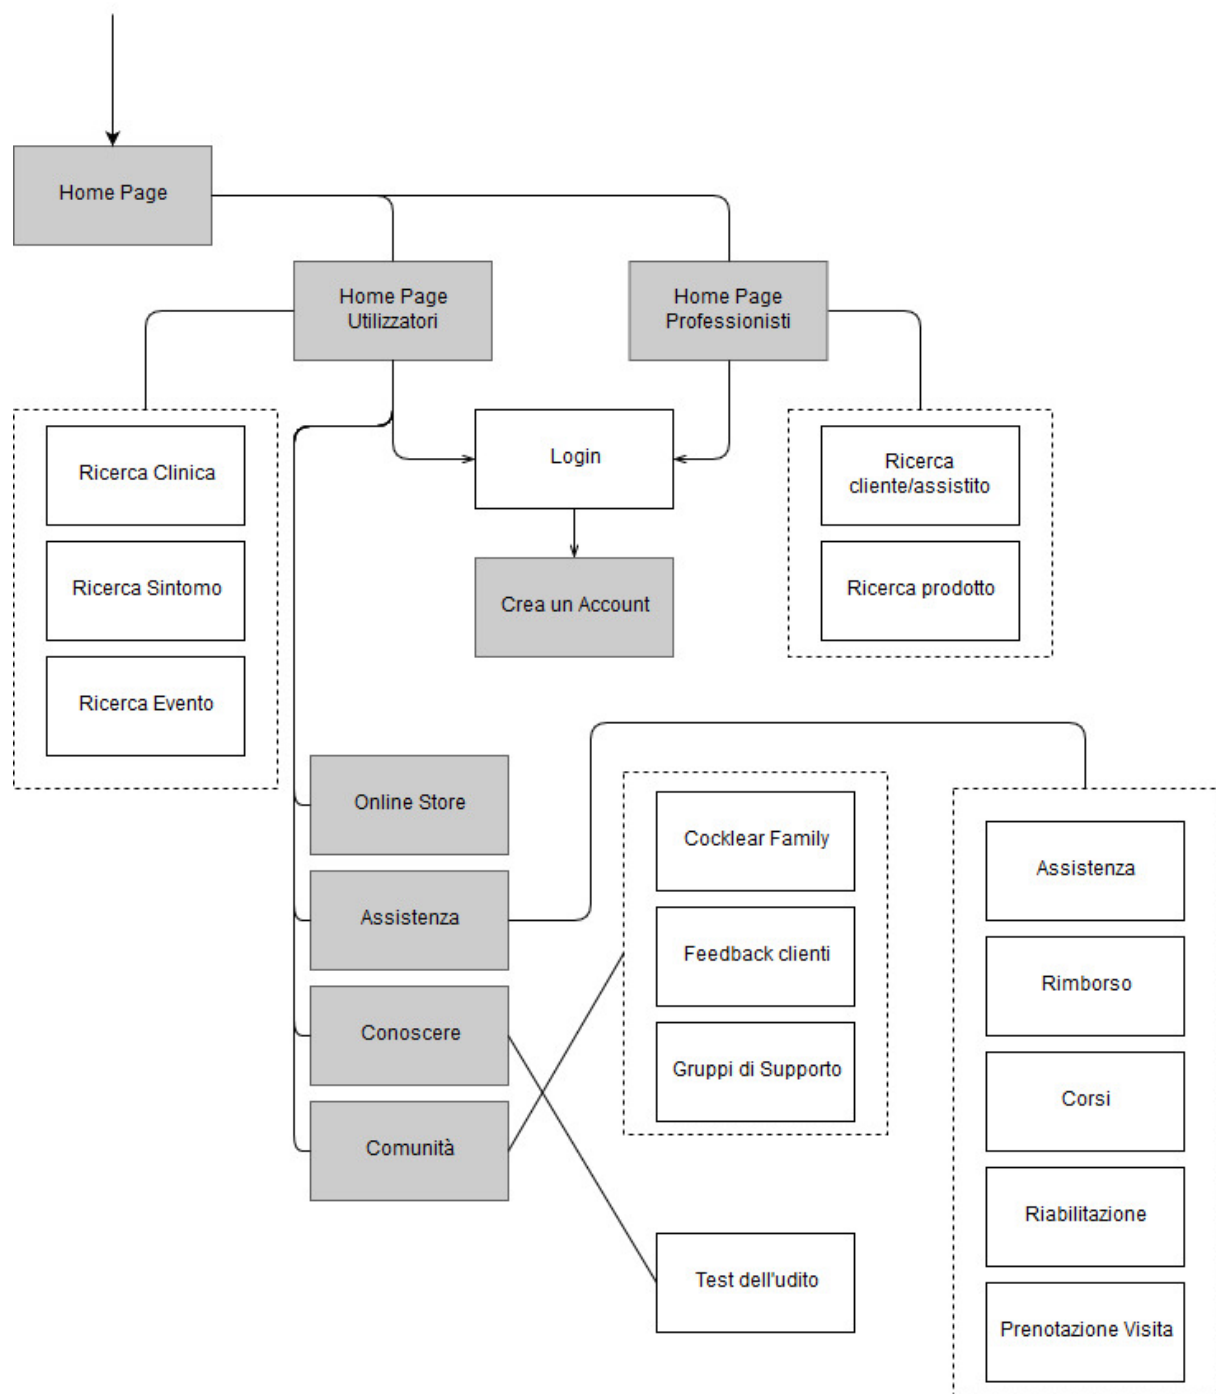 Home Page
Home Page
Utilizzatori
Home Page
Professionisti
Login
Crea un Account
Ricerca Clinica
Ricerca Sintomo
Ricerca Evento
Ricerca
cliente/assistito
Ricerca prodotto
Online Store
Assistenza
Conoscere
Comunità
Cocklear Family
Feedback clienti
Gruppi di Supporto
Test dell'udito
Assistenza
Rimborso
Corsi
Riabilitazione
Prenotazione Visita